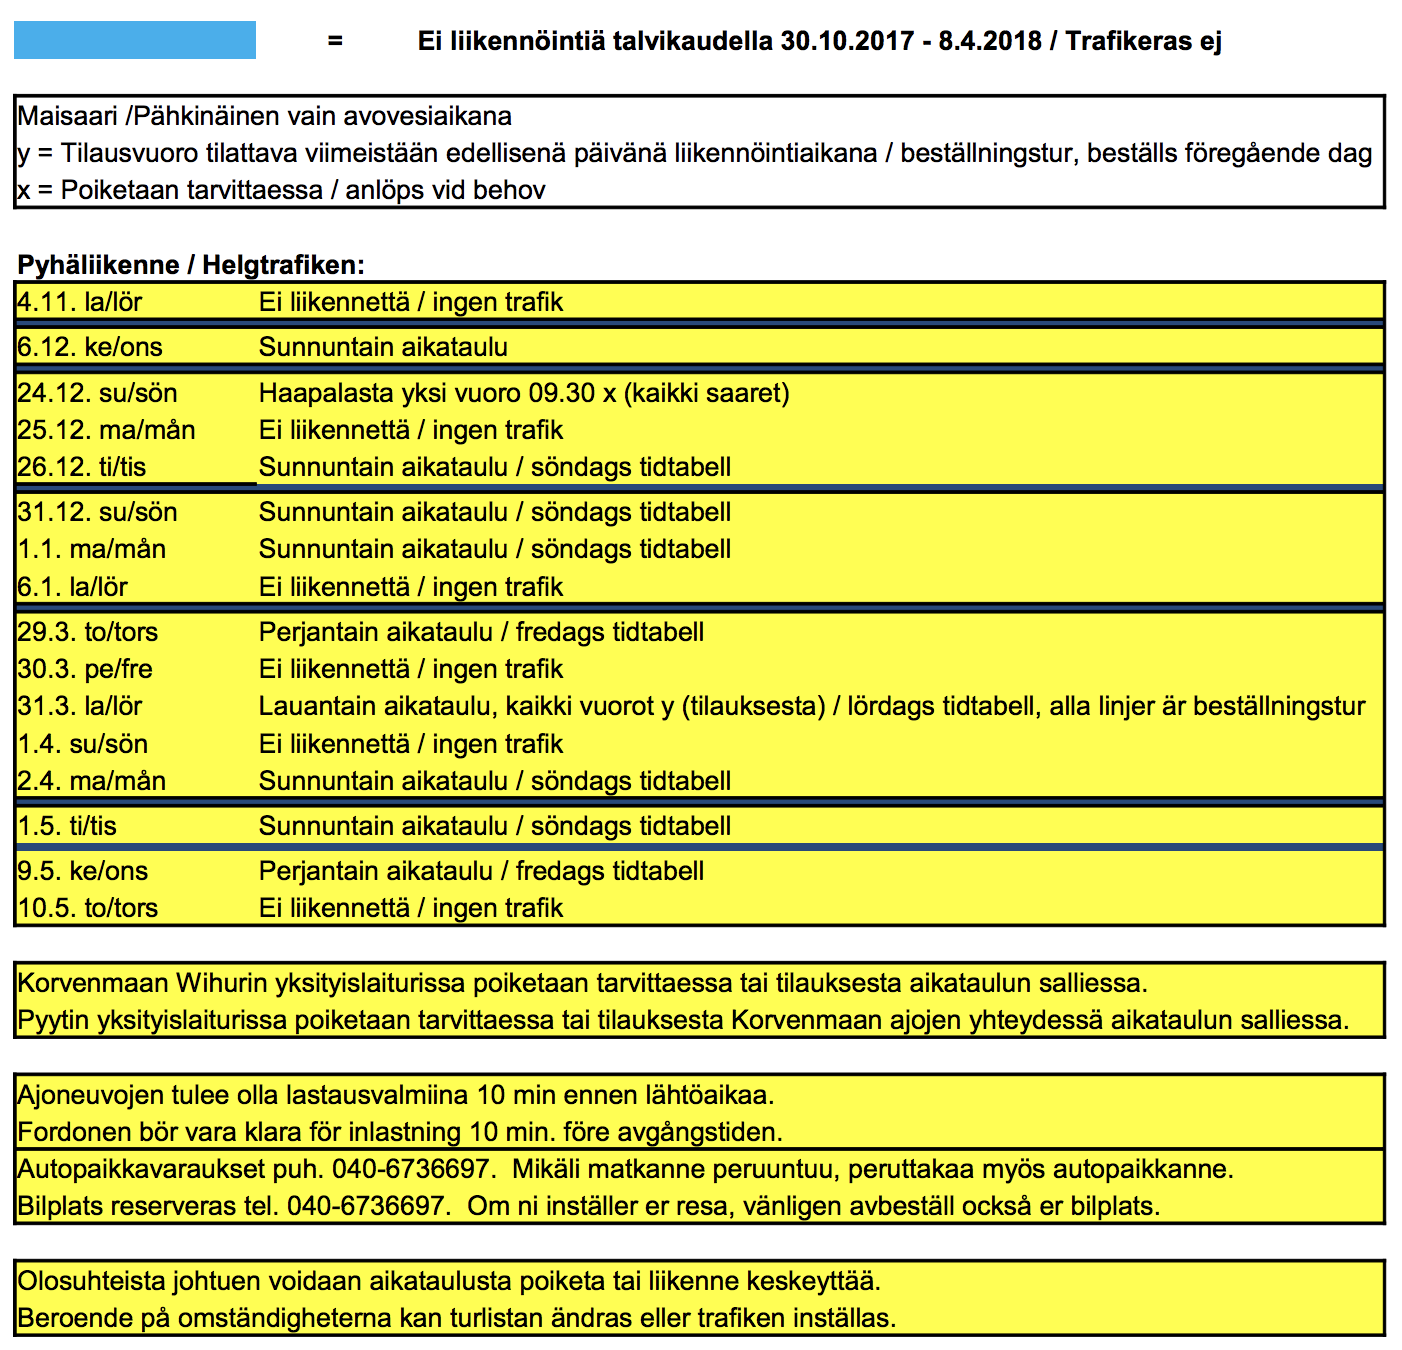 = Ei liikennöintiä talvikaudella 30.10.2017 - 8.4.2018 / Trafikeras ej
Maisaari /Pähkinäinen vain avovesiaikana
y = Tilausvuoro tilattava viimeistään edellisenä päivänä liikennöintiaikana / beställningstur, beställs föregående dag
x = Poiketaan tarvittaessa / anlöps vid behov
Pyhäliikenne / Helgtrafiken:
4.11. la/lör Ei liikennettä / ingen trafik
6.12. ke/ons Sunnuntain aikataulu
24.12. su/sön Haapalasta yksi vuoro 09.30 x (kaikki saaret)
25.12. ma/mån Ei liikennettä / ingen trafik
26.12. ti/tis Sunnuntain aikataulu / söndags tidtabell
31.12. su/sön Sunnuntain aikataulu / söndags tidtabell
1.1. ma/mån Sunnuntain aikataulu / söndags tidtabell
6.1. la/lör Ei liikennettä / ingen trafik
29.3. to/tors Perjantain aikataulu / fredags tidtabell
30.3. pe/fre Ei liikennettä / ingen trafik
31.3. la/lör Lauantain aikataulu, kaikki vuorot y (tilauksesta) / lördags tidtabell, alla linjer är beställningstur
1.4. su/sön Ei liikennettä / ingen trafik
2.4. ma/mån Sunnuntain aikataulu / söndags tidtabell
1.5. ti/tis Sunnuntain aikataulu / söndags tidtabell
9.5. ke/ons Perjantain aikataulu / fredags tidtabell
10.5. to/tors Ei liikennettä / ingen trafik
Korvenmaan Wihurin yksityislaiturissa poiketaan tarvittaessa tai tilauksesta aikataulun salliessa.
Pyytin yksityislaiturissa poiketaan tarvittaessa tai tilauksesta Korvenmaan ajojen yhteydessä aikataulun salliessa.
Ajoneuvojen tulee olla lastausvalmiina 10 min ennen lähtöaikaa.
Fordonen bör vara klara för inlastning 10 min. före avgångstiden.
Autopaikkavaraukset puh. 040-6736697.  Mikäli matkanne peruuntuu, peruttakaa myös autopaikkanne.
Bilplats reserveras tel. 040-6736697.  Om ni inställer er resa, vänligen avbeställ också er bilplats.
Olosuhteista johtuen voidaan aikataulusta poiketa tai liikenne keskeyttää.
Beroende på omständigheterna kan turlistan ändras eller trafiken inställas.